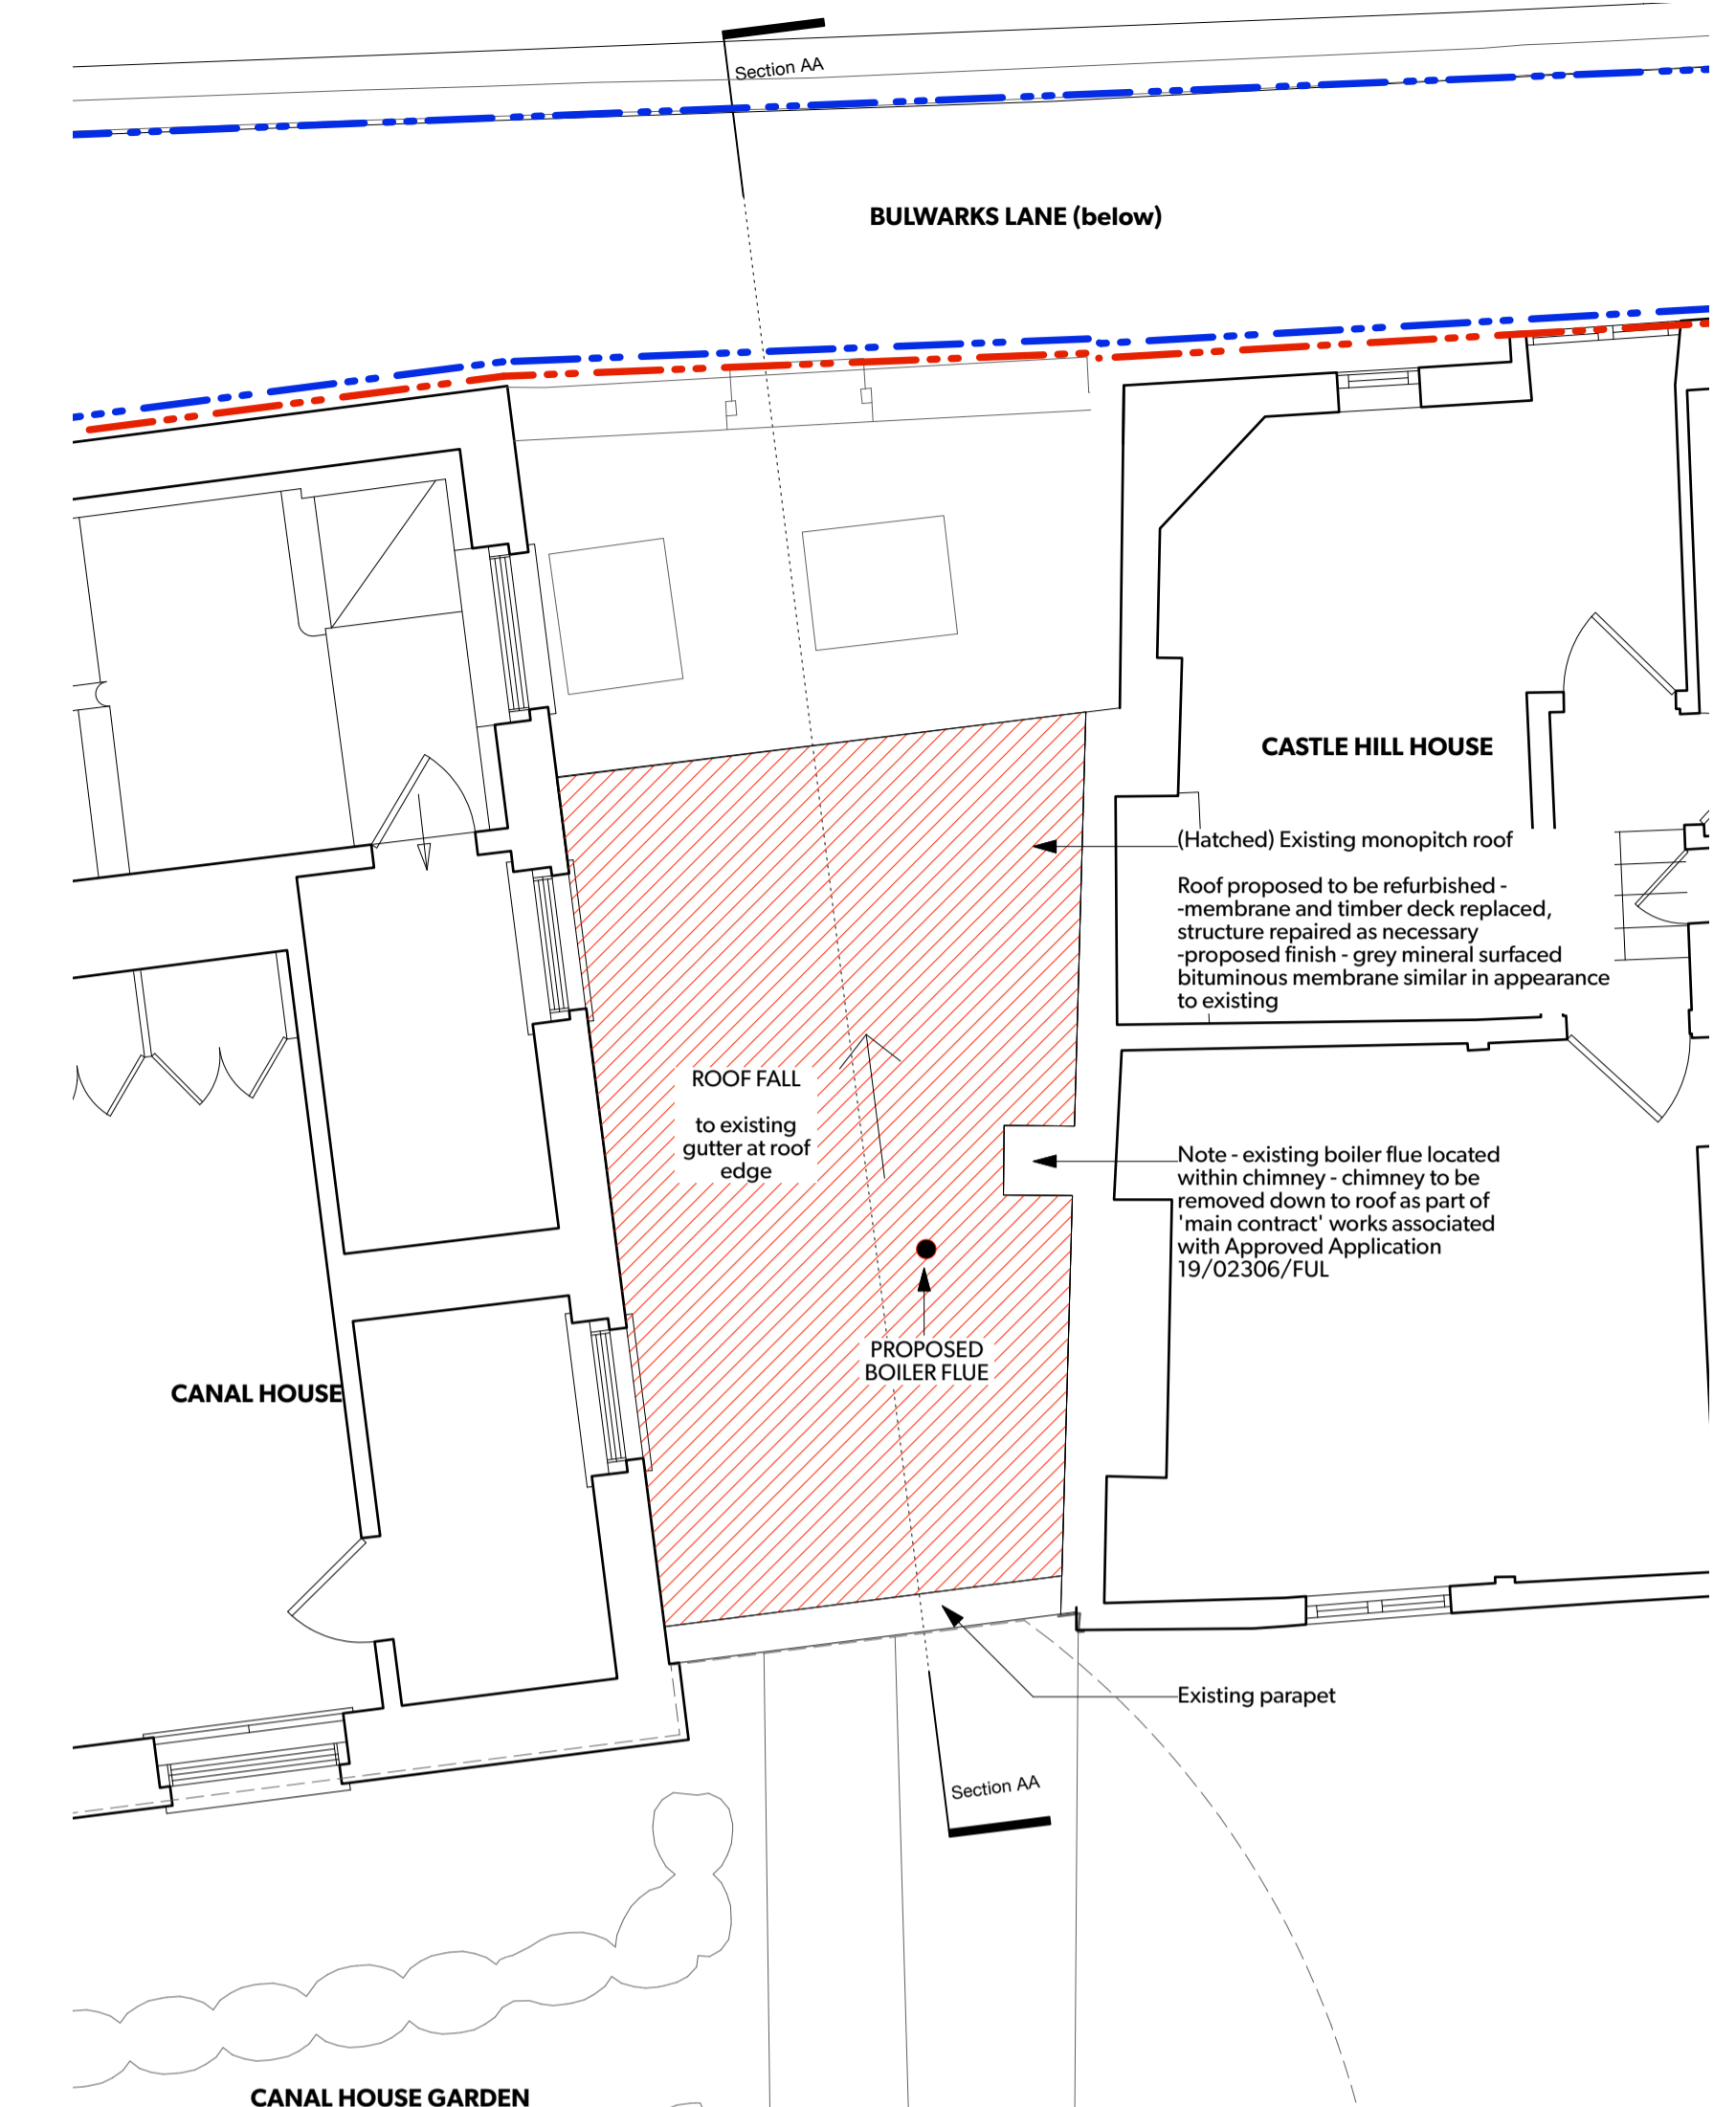 Section AA
BULWARKS LANE (below)
CASTLE HILL HOUSE
(Hatched) Existing monopitch roof
Roof proposed to be refurbished -
-membrane and timber deck replaced,
structure repaired as necessary
-proposed finish - grey mineral surfaced
bituminous membrane similar in appearance
to existing
ROOF FALL
to existing
gutter at roof
edge
Note - existing boiler flue located
within chimney - chimney to be
removed down to roof as part of
'main contract' works associated
with Approved Application
19/02306/FUL
PROPOSED
BOILER FLUE
CANAL HOUSE
Existing parapet
Section AA
CANAL HOUSE GARDEN